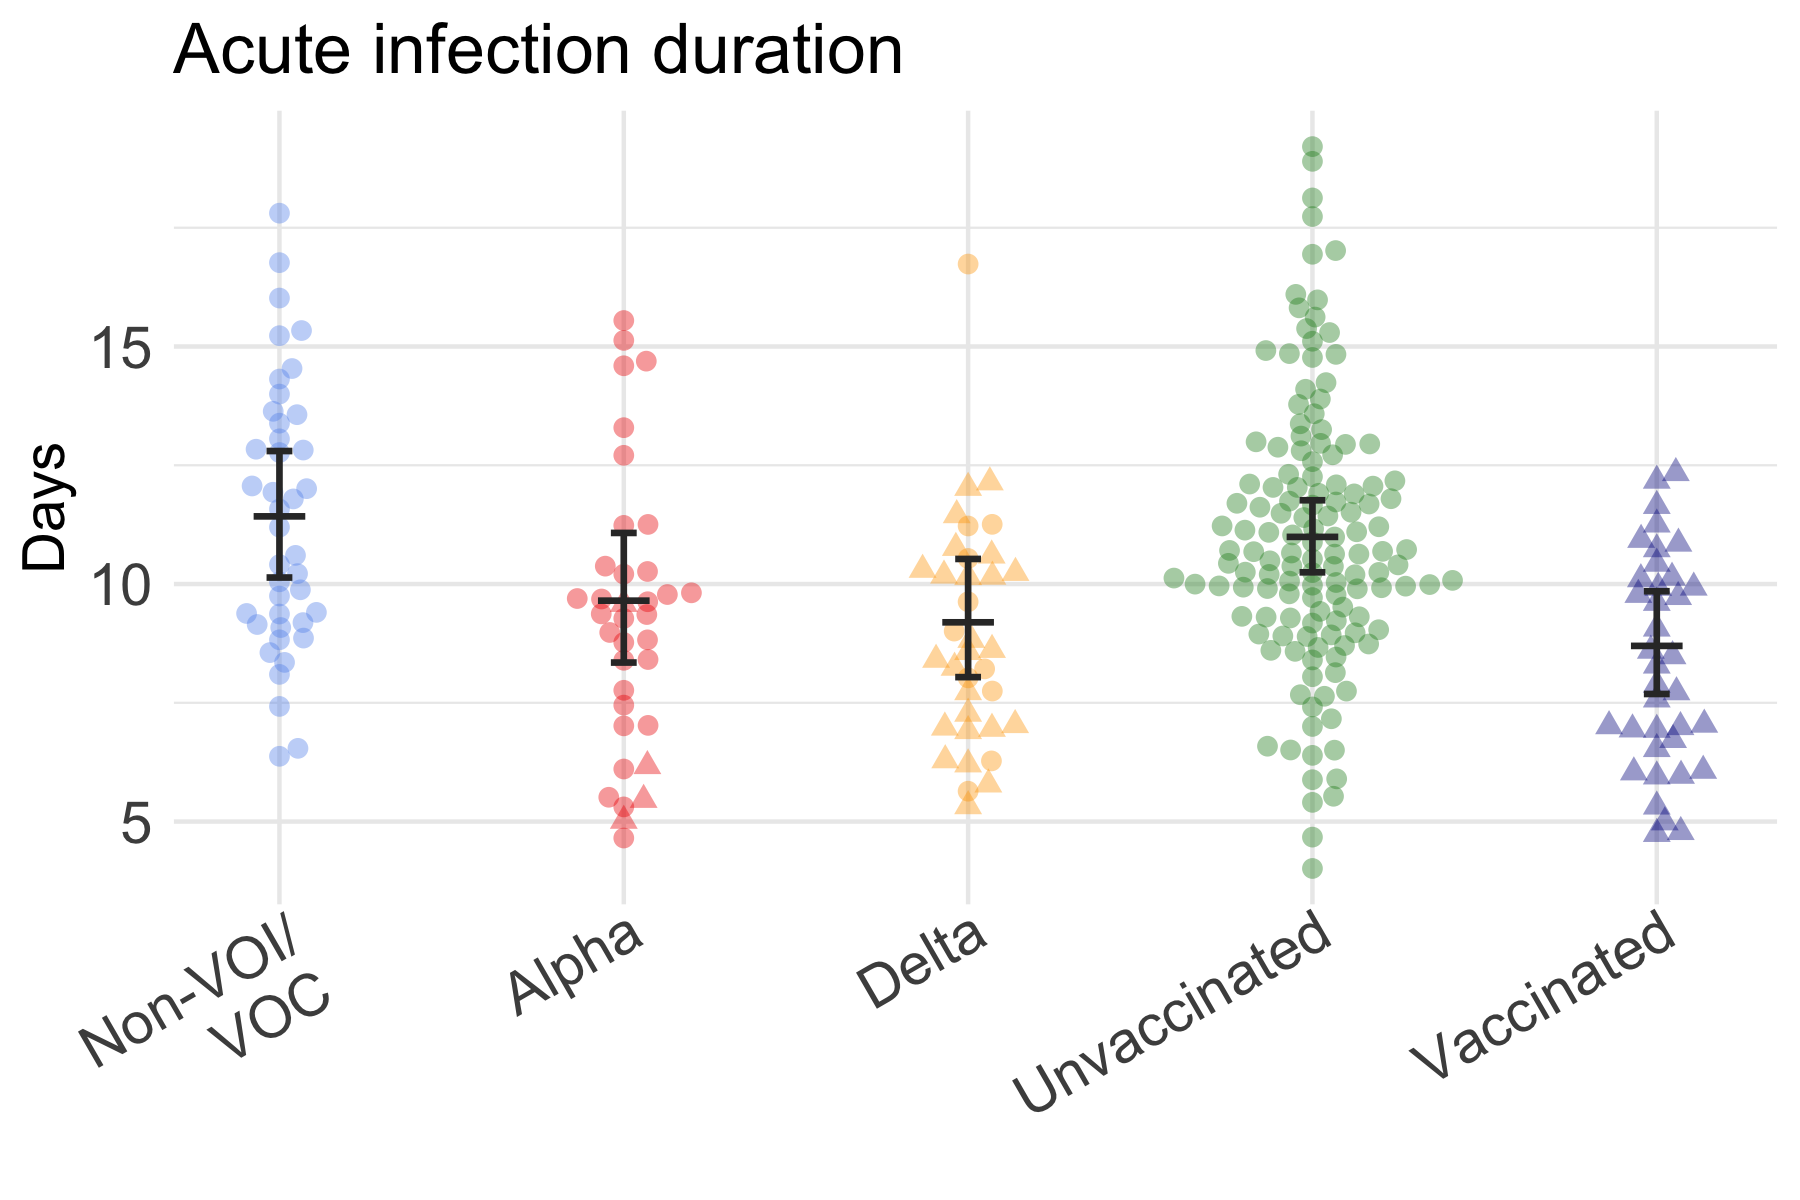 Acute infection duration
Days
15
10
5
Non-VOI/
VOC
Alpha
Delta
Unvaccinated
Vaccinated